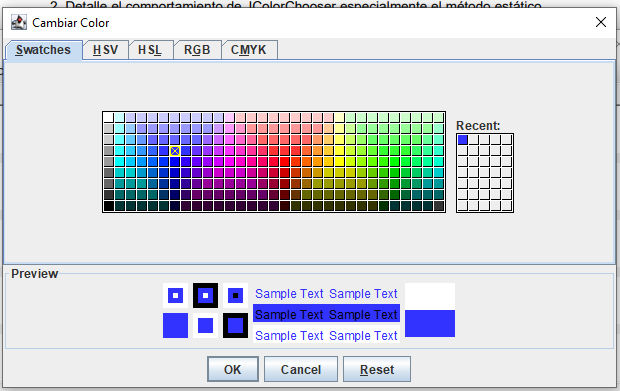 2. Detalle el comportamiento de JColorChooser especialmente el método estático
Cambiar Color
Swatches HSV HSL RGB CMYK
Recent:
Preview
Sample Text Sample Text
Sample Text Sample Text
Sample Text Sample Text
OK Cancel Reset